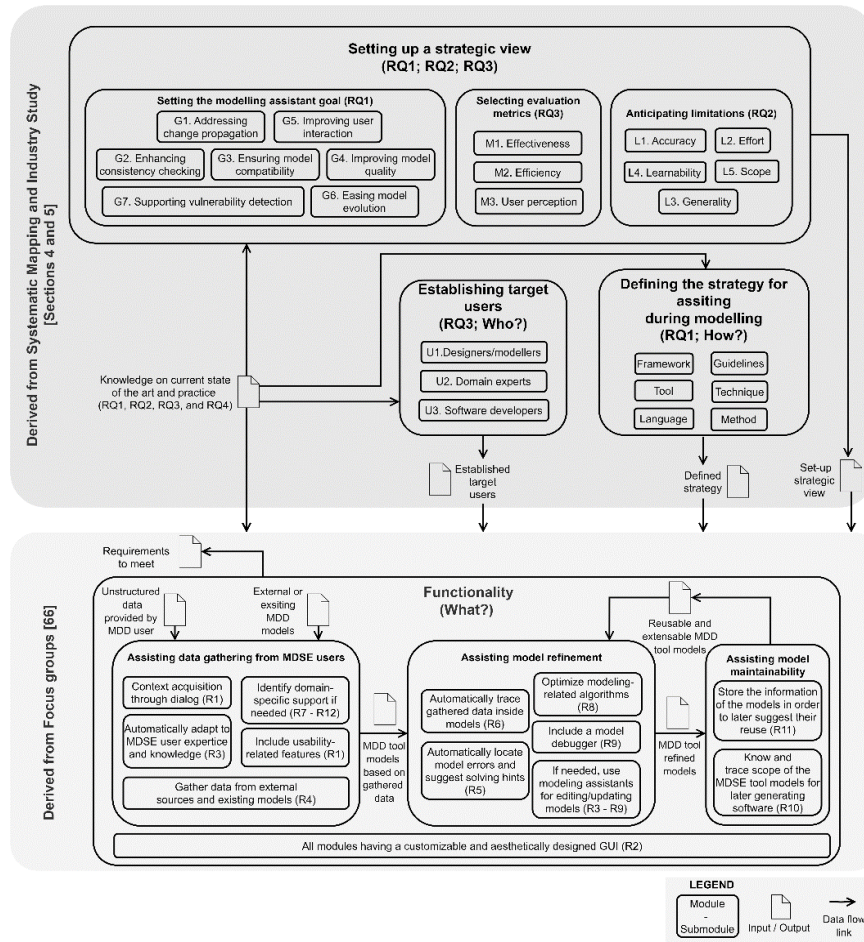 Derived from Systematic Mapping and Industry Study
[Sections 4 and 5]
Setting up a strategic view
(RQ1; RQ2; RQ3)
Setting the modelling assistant goal (RQ1)
G1. Addressing
change propagation
G5. Improving user
interaction
G2. Enhancing
consistency checking
G3. Ensuring model
compatibility
G4. Improving model
quality
G7. Supporting vulnerability detection
G6. Easing model
evolution
Selecting evaluation
metrics
(RQ3)
M1. Effectiveness
M2. Efficiency
M3. User perception
Anticipating limitations (RQ2)
L1. Accuracy
L2. Effort
L4. Learnability
L5. Scope
L3. Generality
Knowledge on current state
of the art and practice
(RQ1, RQ2, RQ3, and RQ4)
Establishing target
users
(RQ3; Who?)
U1.Designers/modellers
U2. Domain experts
U3. Software developers
Defining the strategy for
assiting
during modelling
(RQ1; How?)
Framework
Guidelines
Tool
Technique
Language
Method
Established
target
users
Defined
strategy
Set-up
strategic
view
Derived from Focus groups [66]
Requirements
to meet
Unstructured
data
provided by
MDD user
External or
exsiting
MDD
models
Functionality
(What?)
Reusable and
extensable MDD
tool models
Assisting data gathering from MDSE users
Context acquisition
through dialog (R1)
Identify domain-
specific support if
needed (R7 - R12)
Automatically adapt to
MDSE user expertice
and knowledge (R3)
Include usability-
related features (R1)
Gather data from external
sources and existing models (R4)
MDD tool
models
based on
gathered
data
Assisting model refinement
Automatically trace
gathered data inside
models (R6)
Optimize modeling-
related algorithms
(R8)
Include a model
debugger (R9)
Automatically locate
model errors and
suggest solving hints
(R5)
If needed, use
modeling assistants
for editing/updating
models (R3 - R9)
MDD tool
refined
models
Assisting model
maintainability
Store the information
of the models in order
to later suggest their
reuse (R11)
Know and
trace scope of the
MDSE tool models for
later generating
software (R10)
All modules having a customizable and aesthetically designed GUI (R2)
LEGEND
Module
-
Submodule
Input / Output
Data flow
link